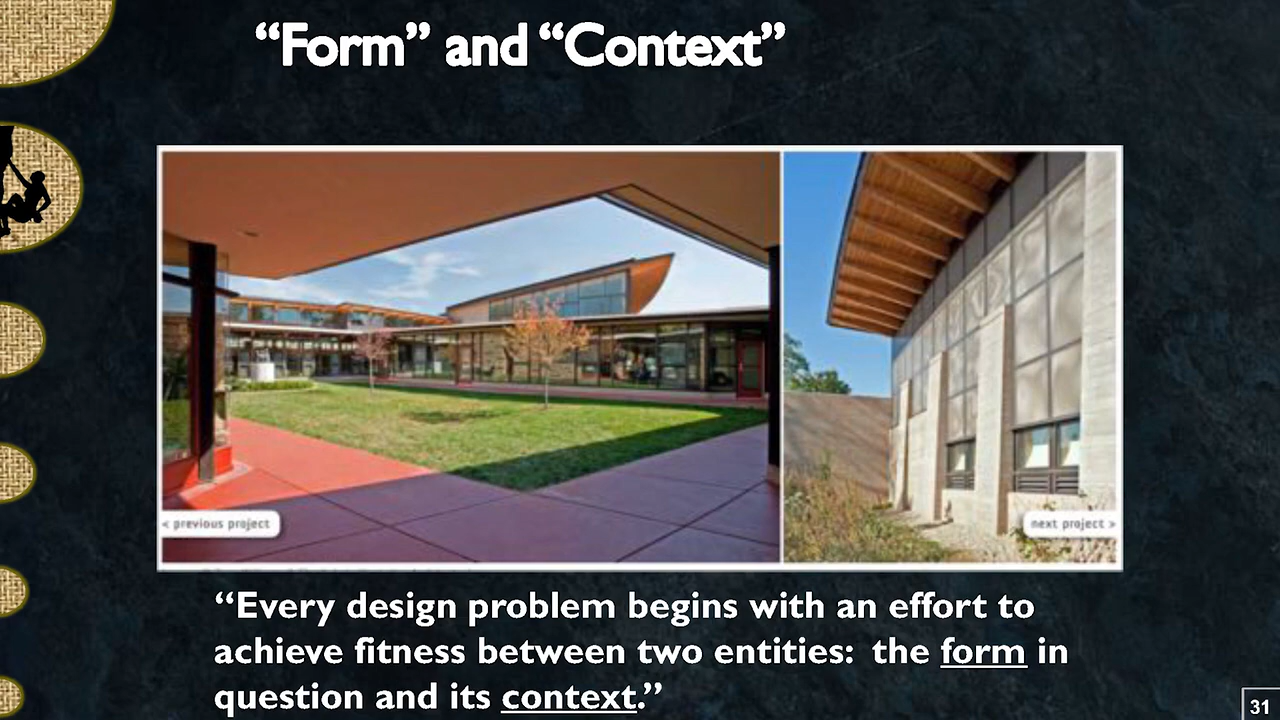 “Form” and “Context”
< previous project
next project >
“Every design problem begins with an effort to
achieve fitness between two entities:  the form in
question and its context.”
31